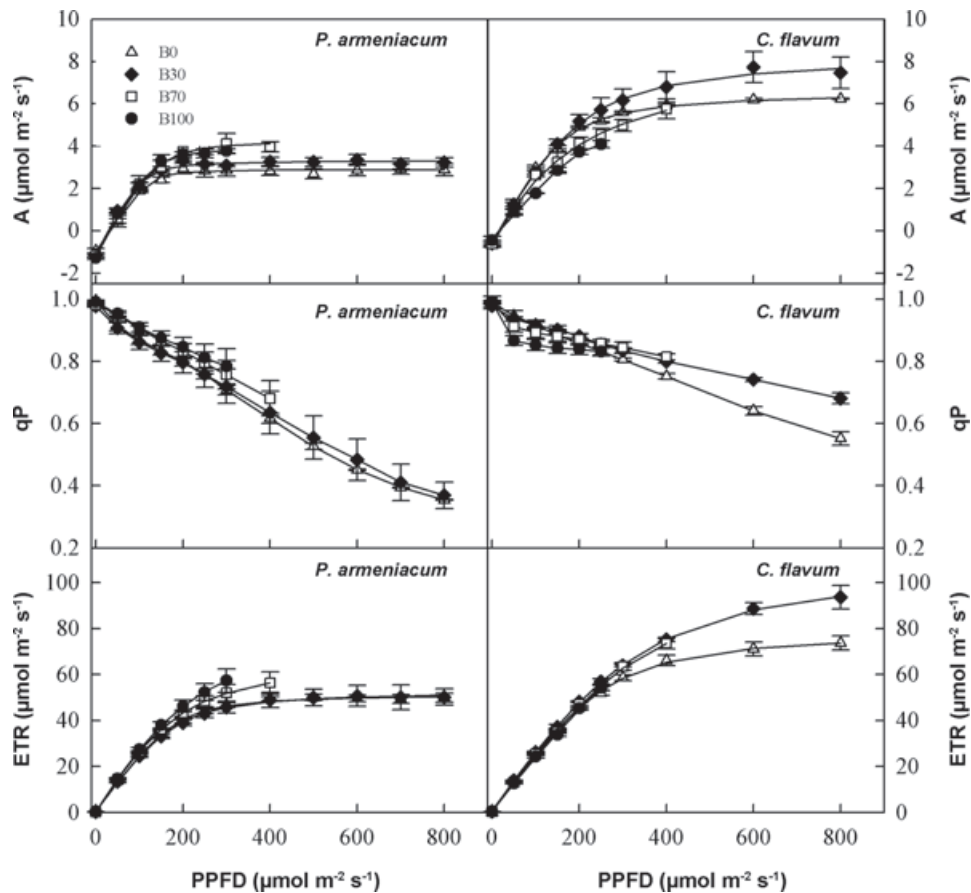 10
8
6
4
2
0
-2
A (μmol m-2 s-1)
P. armeniacum
B0
B30
B70
B100
C. flavum
10
8
6
4
2
0
-2
A (μmol m-2 s-1)
1.0
0.8
0.6
0.4
0.2
qP
P. armeniacum
C. flavum
1.0
0.8
0.6
0.4
0.2
qP
100
80
60
40
20
0
ETR (μmol m-2 s-1)
P. armeniacum
C. flavum
100
80
60
40
20
0
ETR (μmol m-2 s-1)
0 200 400 600 800
0 200 400 600 800
PPFD (μmol m-2 s-1)
PPFD (μmol m-2 s-1)